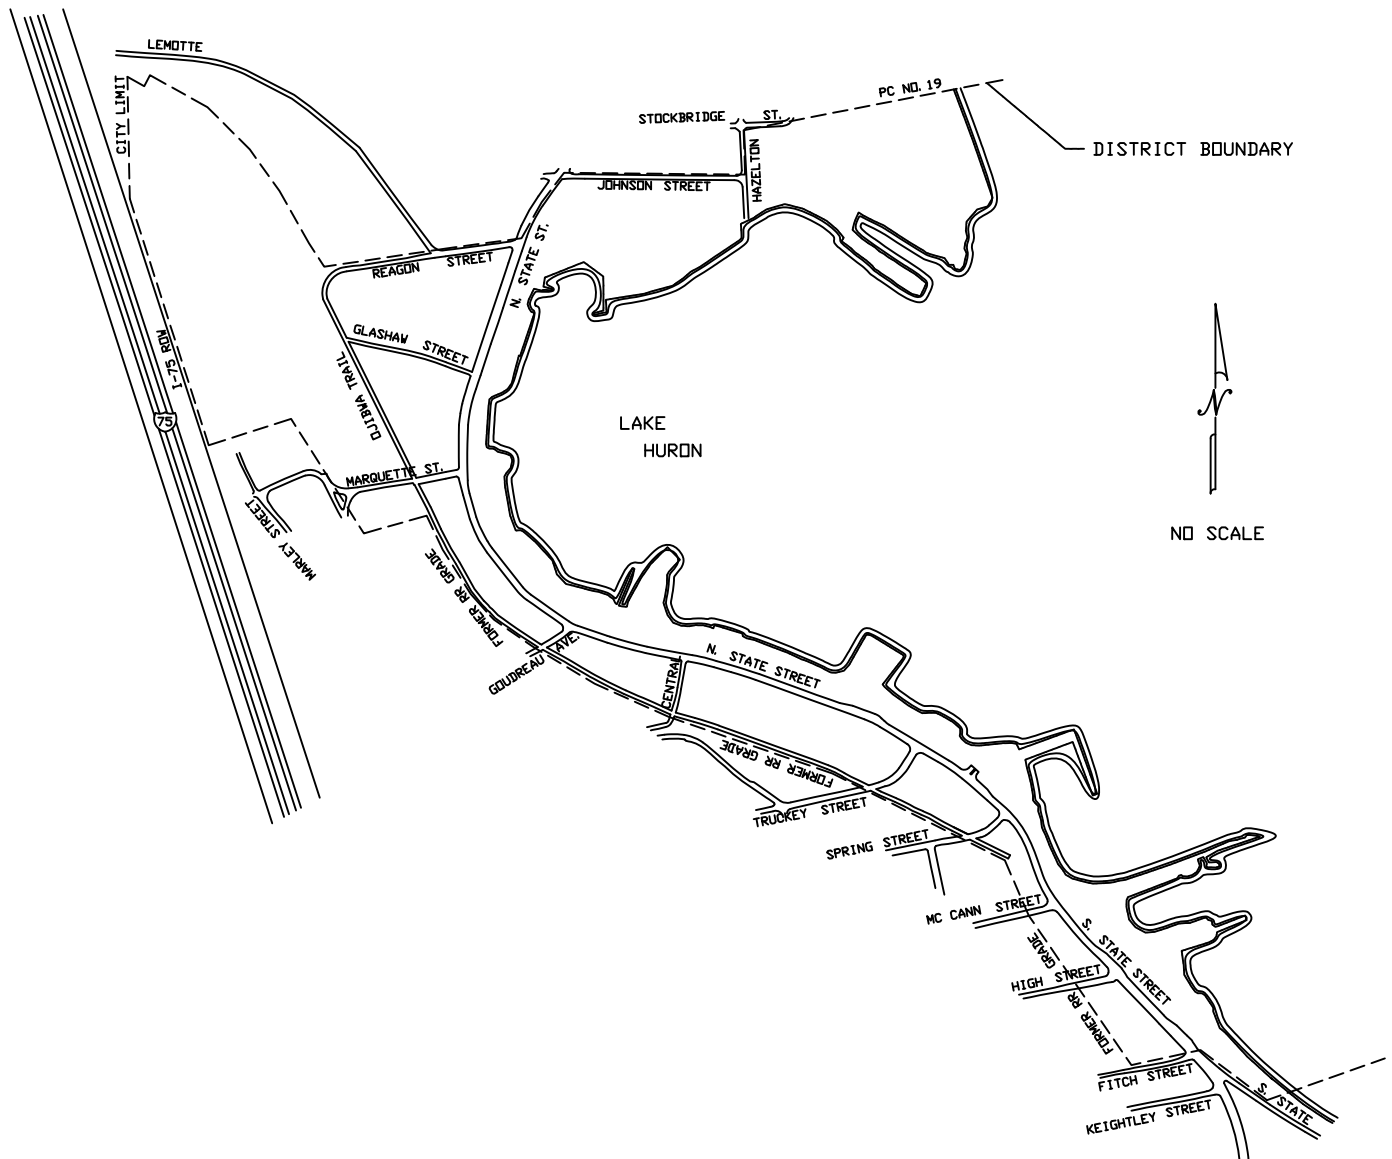 LEMOTTE
CITY LIMIT
PC NO. 19
STOCKBRIDGE ST.
HAZELTON
DISTRICT BOUNDARY
JOHNSON STREET
N. STATE ST.
REAGON STREET
GLASHAW STREET
I-75 ROW
OJIBWA TRAIL
75
LAKE
HURON
N
MARQUETTE ST.
MARLEY STREET
NO SCALE
FORMER RR GRADE
GOUDREAU AVE.
CENTRAL
N. STATE STREET
FORMER RR GRADE
TRUCKEY STREET
SPRING STREET
MC CANN STREET
S. STATE STREET
FORMER RR GRADE
HIGH STREET
FITCH STREET
S. STATE
KEIGHTLEY STREET